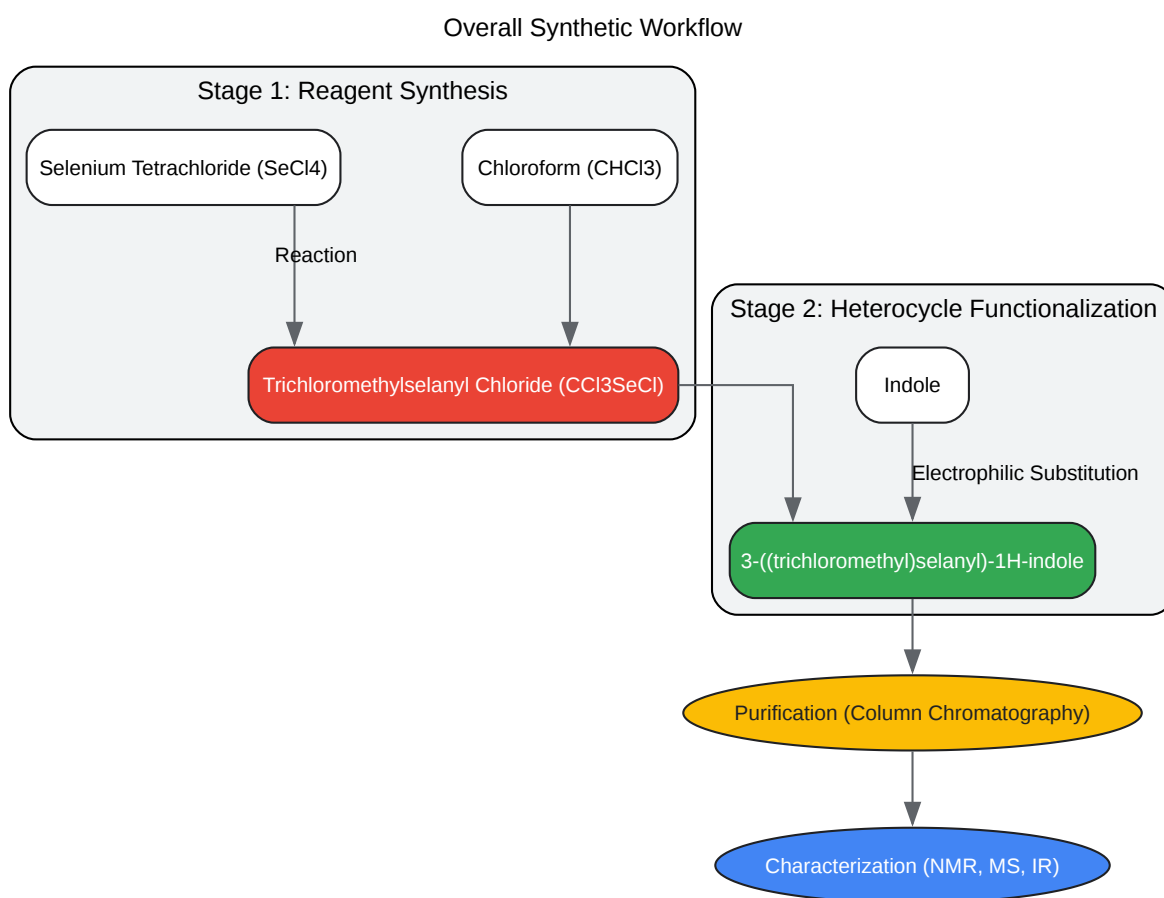 Overall Synthetic Workflow
Stage 1: Reagent Synthesis
Selenium Tetrachloride (SeCl4)
Chloroform (CHCl3)
Reaction
Trichloromethylselanyl Chloride (CCl3SeCl)
Stage 2: Heterocycle Functionalization
Indole
Electrophilic Substitution
3-((trichloromethyl)selanyl)-1H-indole
Purification (Column Chromatography)
Characterization (NMR, MS, IR)